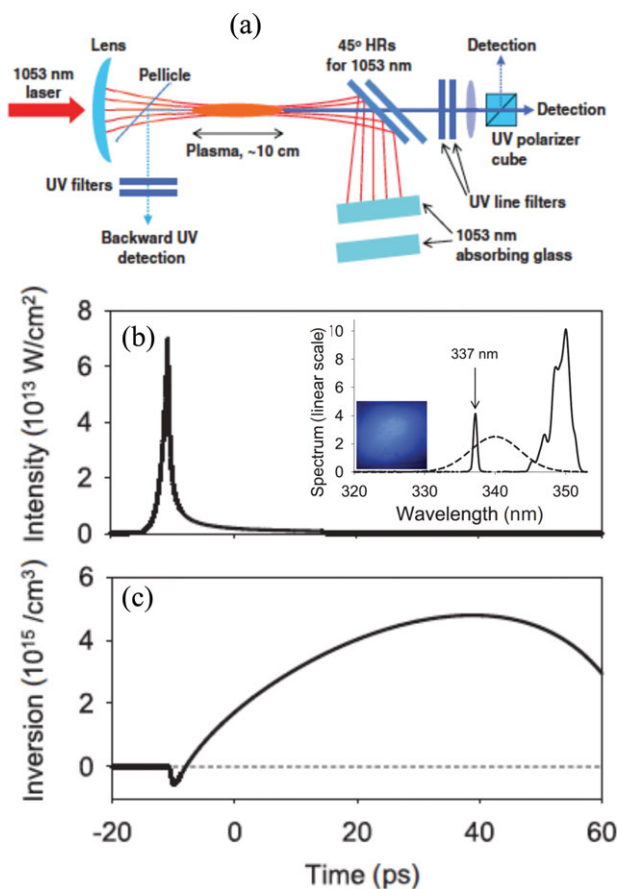 (a)
Lens
1053 nm
laser
Pellicle
Plasma, ~10 cm
UV filters
Backward UV
detection
45º HRs
for 1053 nm
Detection
Detection
UV polarizer
cube
UV line filters
1053 nm
absorbing glass
(b)
Intensity (10¹³ W/cm²)
8
6
4
2
0
Spectrum (linear scale)
10
8
6
4
2
0
337 nm
320 330 340 350
Wavelength (nm)
(c)
Inversion (10¹⁵ /cm³)
6
4
2
0
-20 0 20 40 60
Time (ps)